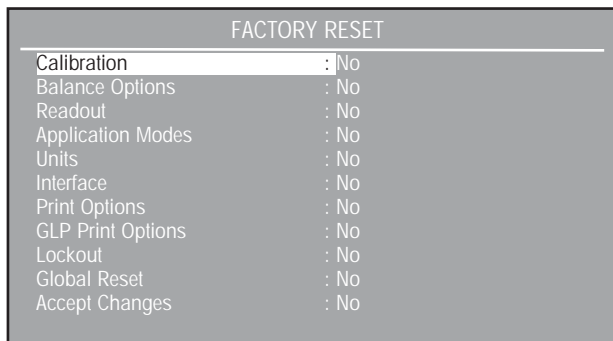 FACTORY RESET
Calibration : No
Balance Options : No
Readout : No
Application Modes : No
Units : No
Interface : No
Print Options : No
GLP Print Options : No
Lockout : No
Global Reset : No
Accept Changes : No